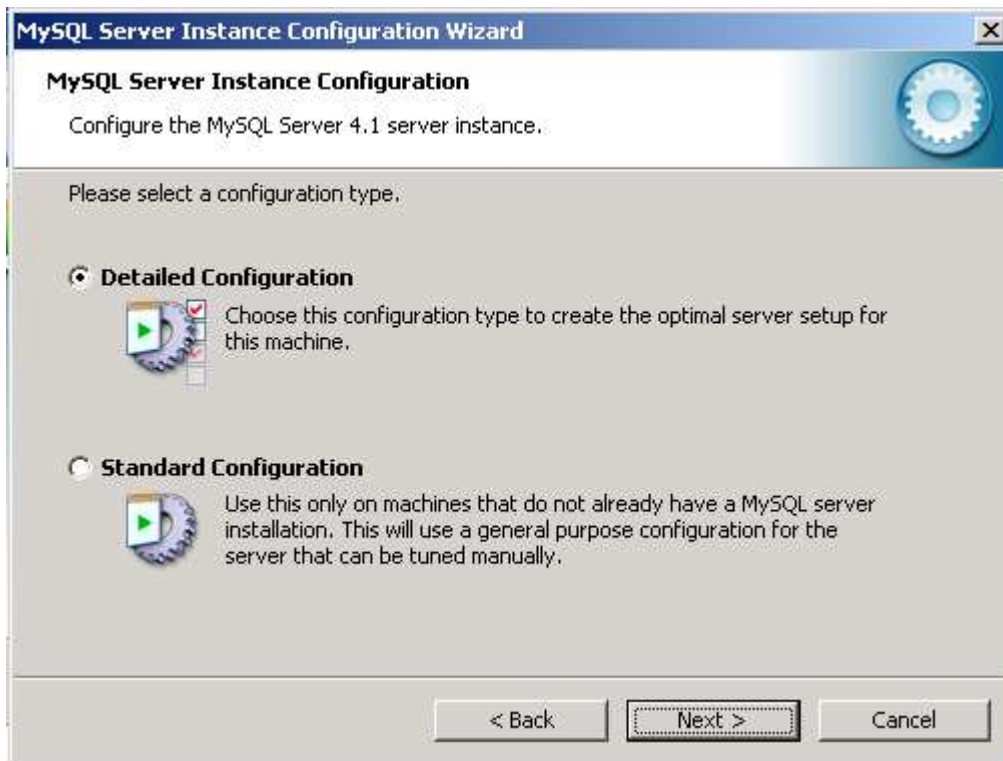 MySQL Server Instance Configuration Wizard
MySQL Server Instance Configuration
Configure the MySQL Server 4.1 server instance.
Please select a configuration type.
Detailed Configuration
Choose this configuration type to create the optimal server setup for
this machine.
Standard Configuration
Use this only on machines that do not already have a MySQL server
installation. This will use a general purpose configuration for the
server that can be tuned manually.
< Back Next > Cancel